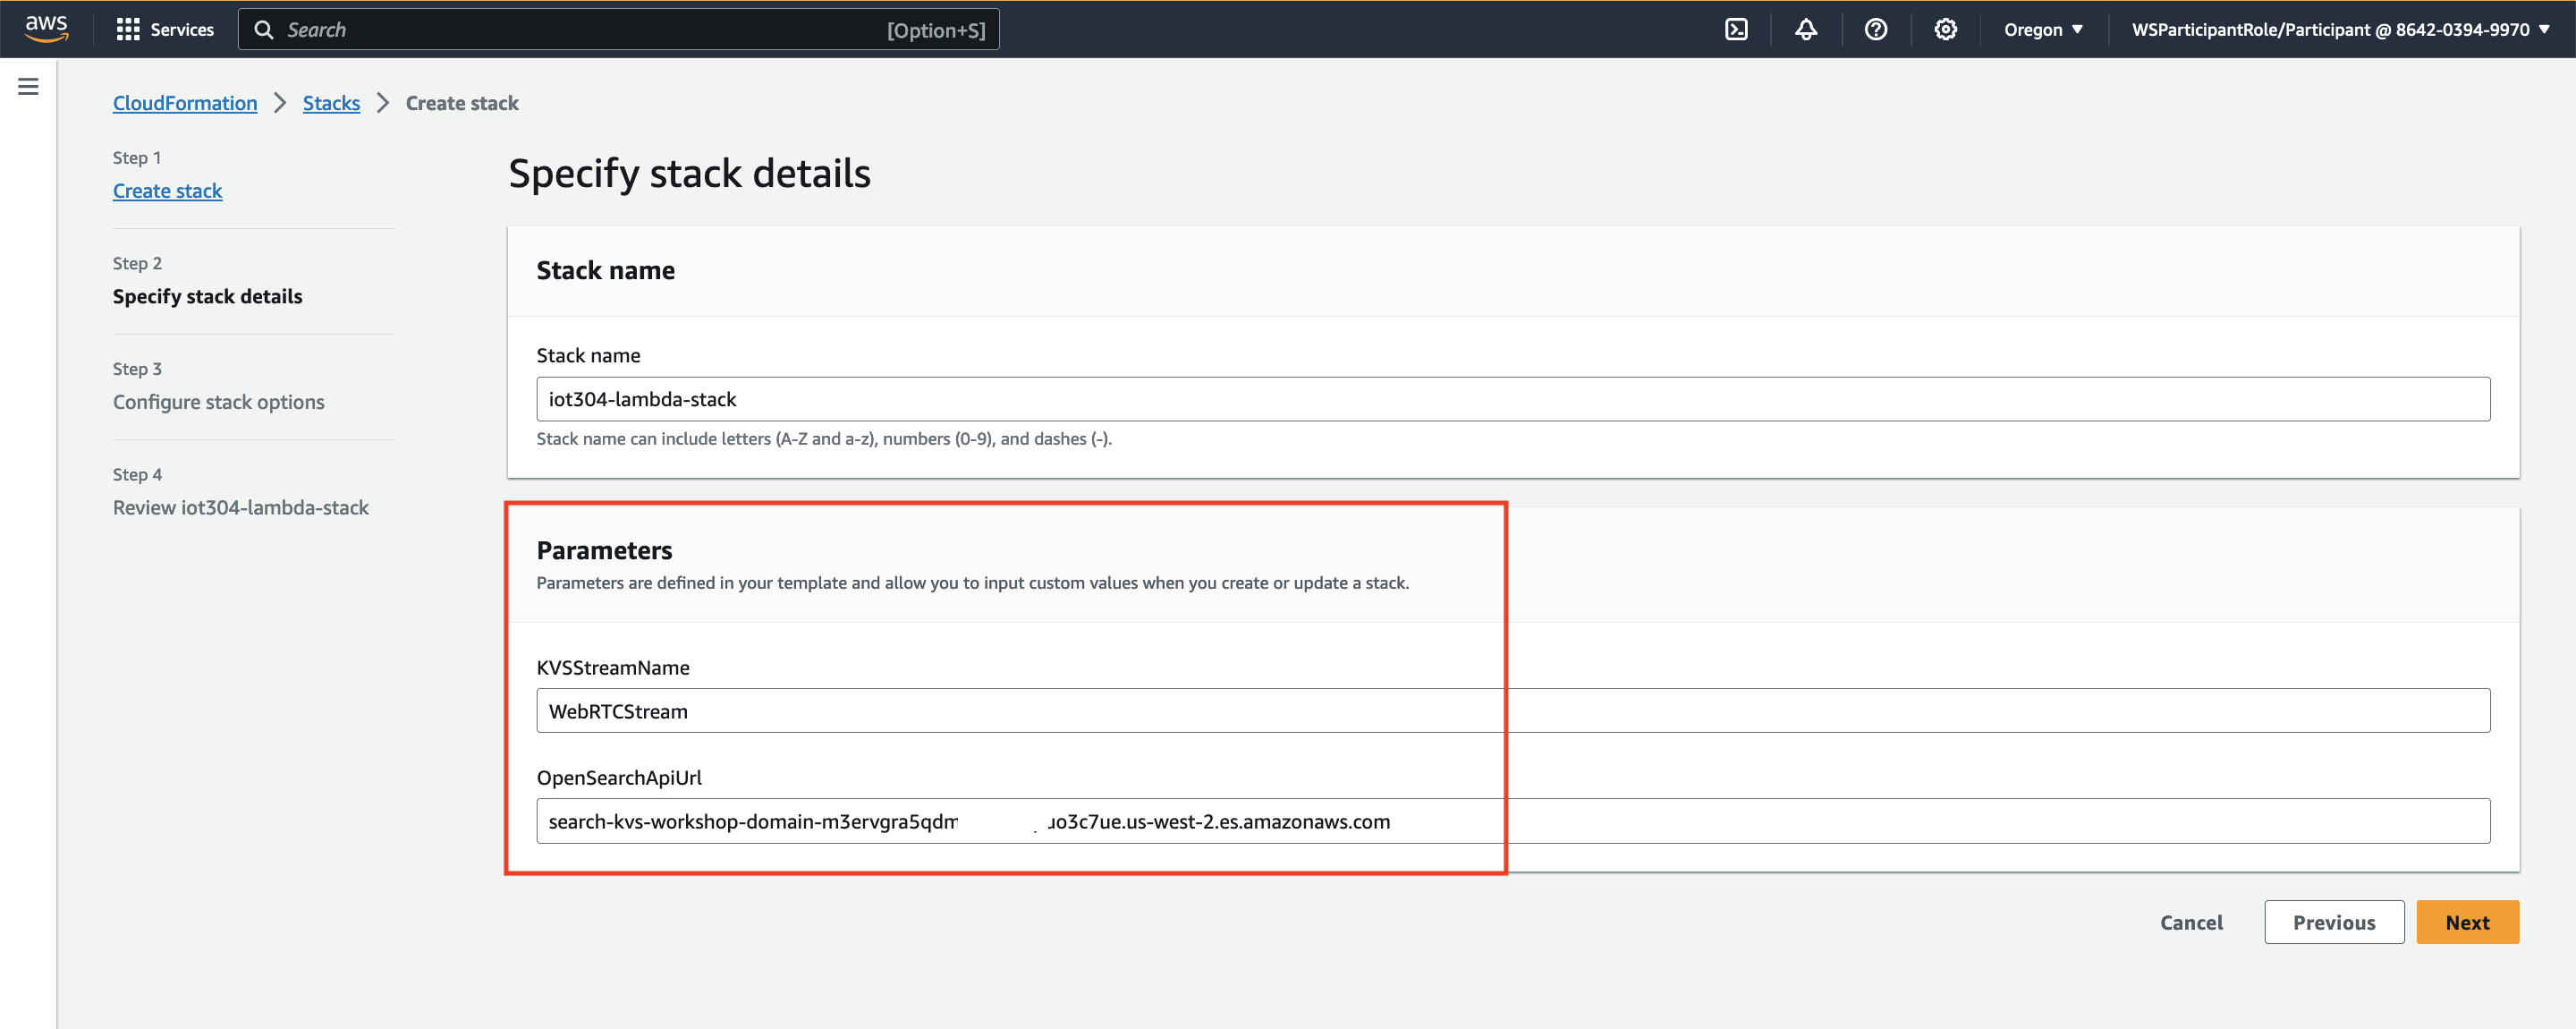 aws Services Search [Option+S] Oregon WSParticipantRole/Participant @ 8642-0394-9970
CloudFormation > Stacks > Create stack
Step 1
Create stack
Step 2
Specify stack details
Step 3
Configure stack options
Step 4
Review iot304-lambda-stack
Specify stack details
Stack name
Stack name
iot304-lambda-stack
Stack name can include letters (A-Z and a-z), numbers (0-9), and dashes (-).
Parameters
Parameters are defined in your template and allow you to input custom values when you create or update a stack.
KVSStreamName
WebRTCStream
OpenSearchApiUrl
search-kvs-workshop-domain-m3ervgra5qdm uo3c7ue.us-west-2.es.amazonaws.com
Cancel Previous Next